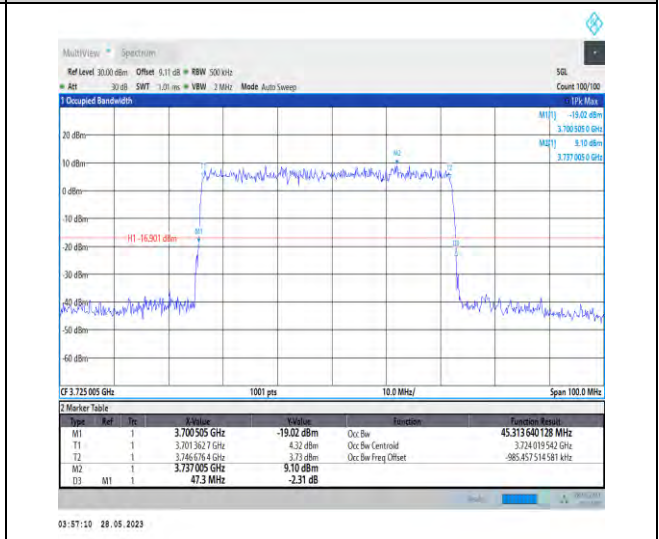 MultiView Spectrum
Ref Level 30.00 dBm Offset 9.11 dB RBW 500 kHz SGL
Att 30 dB SWT 1.01 ms VBW 2 MHz Mode Auto Sweep Count 100/100
1 Occupied Bandwidth 1Pk Max
M1[1] -19.02 dBm
3.700 505 0 GHz
M2[1] 9.10 dBm
3.737 005 0 GHz
20 dBm
M2
10 dBm
T1 T2
0 dBm
-10 dBm
H1 -16.901 dBm M1
-20 dBm D3
-30 dBm
-40 dBm
-50 dBm
-60 dBm
CF 3.725 005 GHz 1001 pts 10.0 MHz/ Span 100.0 MHz
2 Marker Table
Type Ref Trc X-Value Y-Value Function Function Result
M1 1 3.700 505 GHz -19.02 dBm Occ Bw 45.313 640 128 MHz
T1 1 3.701 362 7 GHz 4.32 dBm Occ Bw Centroid 3.724 019 542 GHz
T2 1 3.746 676 4 GHz 3.73 dBm Occ Bw Freq Offset -985.457 514 581 kHz
M2 1 3.737 005 GHz 9.10 dBm
D3 M1 1 47.3 MHz -2.31 dB
03:57:10 28.05.2023